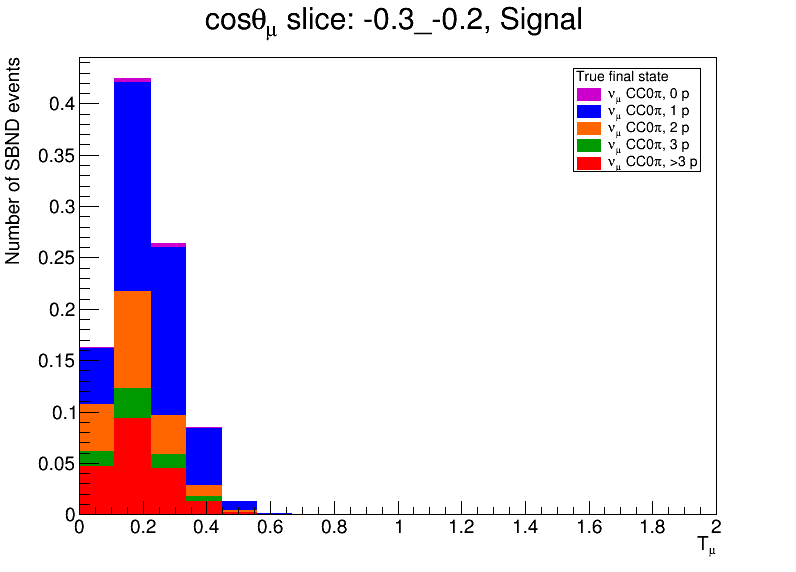 cosθμ slice: -0.3_-0.2, Signal
Number of SBND events
True final state
νμ CC0π, 0 p
νμ CC0π, 1 p
νμ CC0π, 2 p
νμ CC0π, 3 p
νμ CC0π, >3 p
0.4
0.35
0.3
0.25
0.2
0.15
0.1
0.05
0
0 0.2 0.4 0.6 0.8 1 1.2 1.4 1.6 1.8 2
Tμ